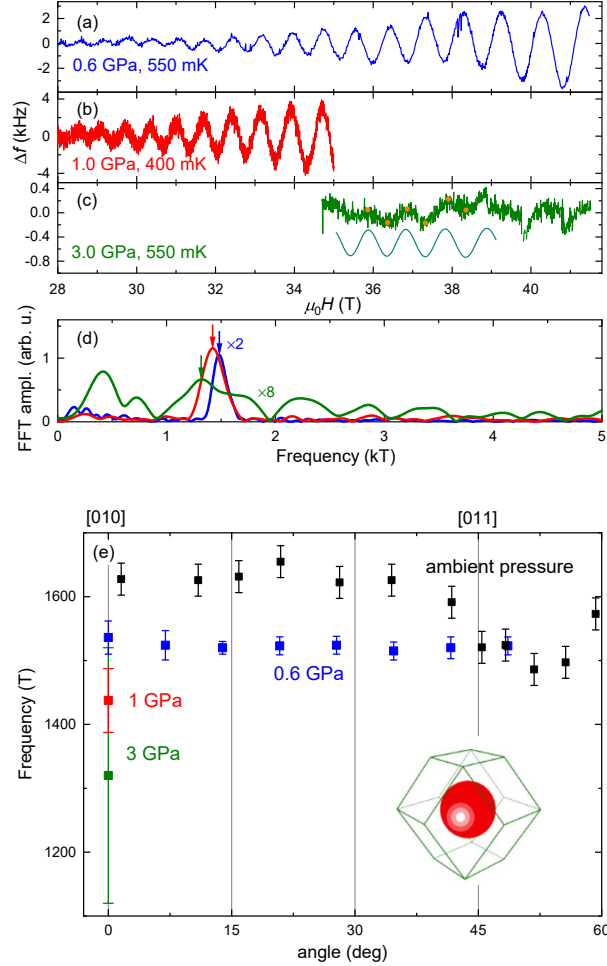 (a)
2
0
-2
0.6 GPa, 550 mK
(b)
4
0
-4
1.0 GPa, 400 mK
Δf (kHz)
(c)
0.4
0.0
-0.4
-0.8
3.0 GPa, 550 mK
28 30 32 34 36 38 40
μ0H (T)
(d)
1
0
×2
×8
FFT ampl. (arb. u.)
0 1 2 3 4 5
Frequency (kT)
[010] [011]
(e)
ambient pressure
1600
0.6 GPa
1 GPa
1400
3 GPa
1200
Frequency (T)
0 15 30 45 60
angle (deg)